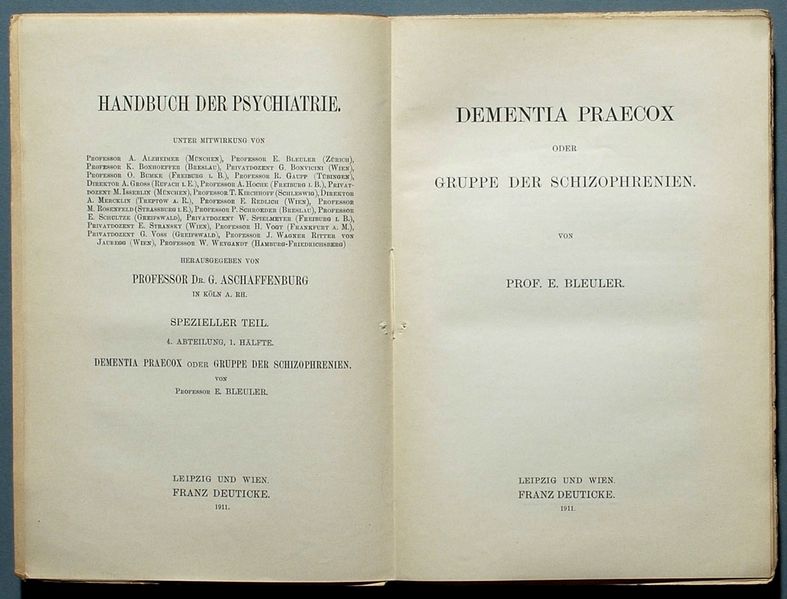 HANDBUCH DER PSYCHIATRIE.
UNTER MITWIRKUNG VON
PROFESSOR A. ALZHEIMER (MÜNCHEN), PROFESSOR E. BLEULER (ZÜRICH),
PROFESSOR K. BONHOEFFER (BRESLAU), PRIVATDOZENT G. BONVICINI (WIEN),
PROFESSOR O. BUMKE (FREIBURG I. B.), PROFESSOR R. GAUPP (TÜBINGEN),
DIREKTOR A. GROSS (RUFACH I. E.), PROFESSOR A. HOCHE (FREIBURG I. B.), PRIVAT-
DOZENT M. ISSERLIN (MÜNCHEN), PROFESSOR T. KIRCHHOFF (SCHLESWIG), DIREKTOR
A. MERCKLIN (TREPTOW A. R.), PROFESSOR E. REDLICH (WIEN), PROFESSOR
M. ROSENFELD (STRASSBURG I. E.), PROFESSOR P. SCHROEDER (BRESLAU), PROFESSOR
E. SCHULTZE (GREIFSWALD), PRIVATDOZENT W. SPIELMEYER (FREIBURG I. B.),
PRIVATDOZENT E. STRANSKY (WIEN), PROFESSOR H. VOGT (FRANKFURT A. M.),
PRIVATDOZENT G. VOSS (GREIFSWALD), PROFESSOR J. WAGNER RITTER VON
JAUREGG (WIEN), PROFESSOR W. WEYGANDT (HAMBURG-FRIEDRICHSBERG)
HERAUSGEGEBEN VON
PROFESSOR DR. G. ASCHAFFENBURG
IN KÖLN A. RH.
SPEZIELLER TEIL.
4. ABTEILUNG, 1. HÄLFTE.
DEMENTIA PRAECOX ODER GRUPPE DER SCHIZOPHRENIEN.
VON
PROFESSOR E. BLEULER.
LEIPZIG UND WIEN.
FRANZ DEUTICKE.
1911.
DEMENTIA PRAECOX
ODER
GRUPPE DER SCHIZOPHRENIEN.
VON
PROF. E. BLEULER.
LEIPZIG UND WIEN.
FRANZ DEUTICKE.
1911.